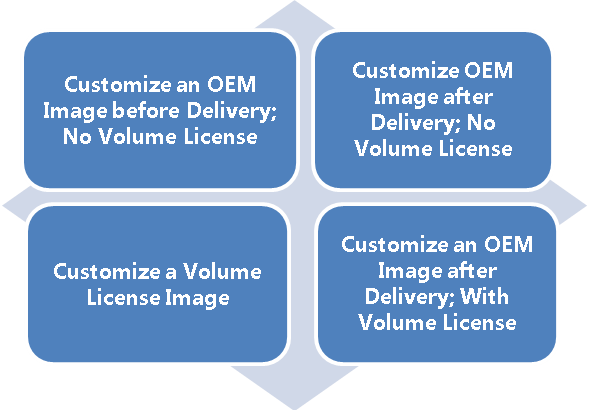 Customize an OEM
Image before Delivery;
No Volume License
Customize OEM
Image after
Delivery; No
Volume License
Customize a Volume
License Image
Customize an OEM
Image after
Delivery; With
Volume License